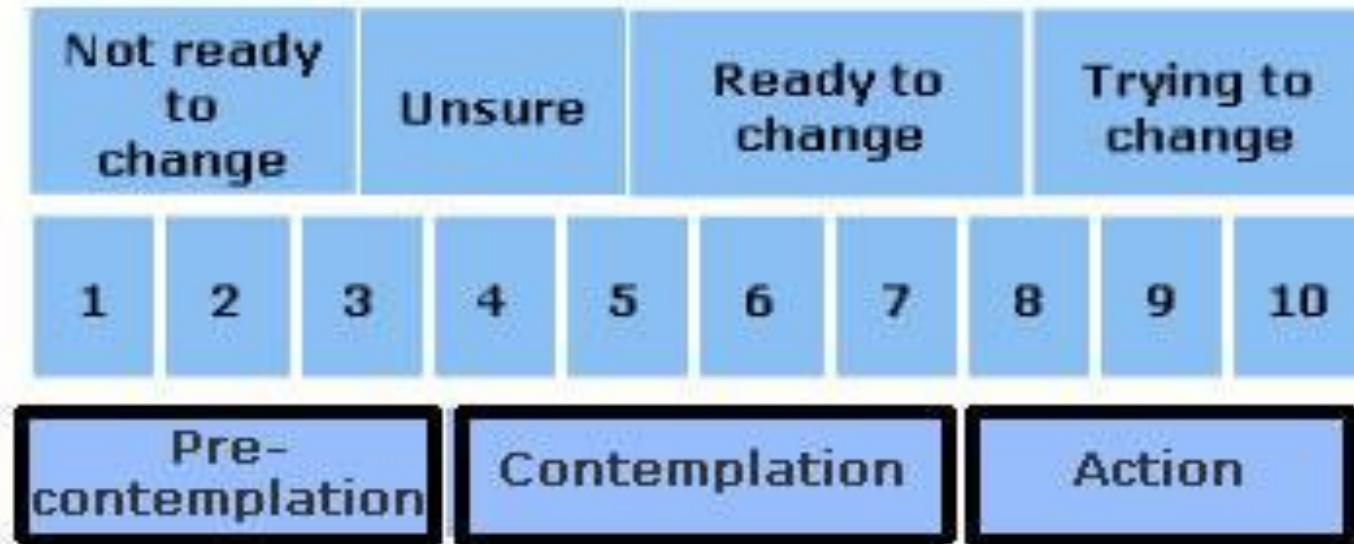 Not ready
to
change
Unsure
Ready to
change
Trying to
change
1 2 3 4 5 6 7 8 9 10
Pre-
contemplation
Contemplation
Action